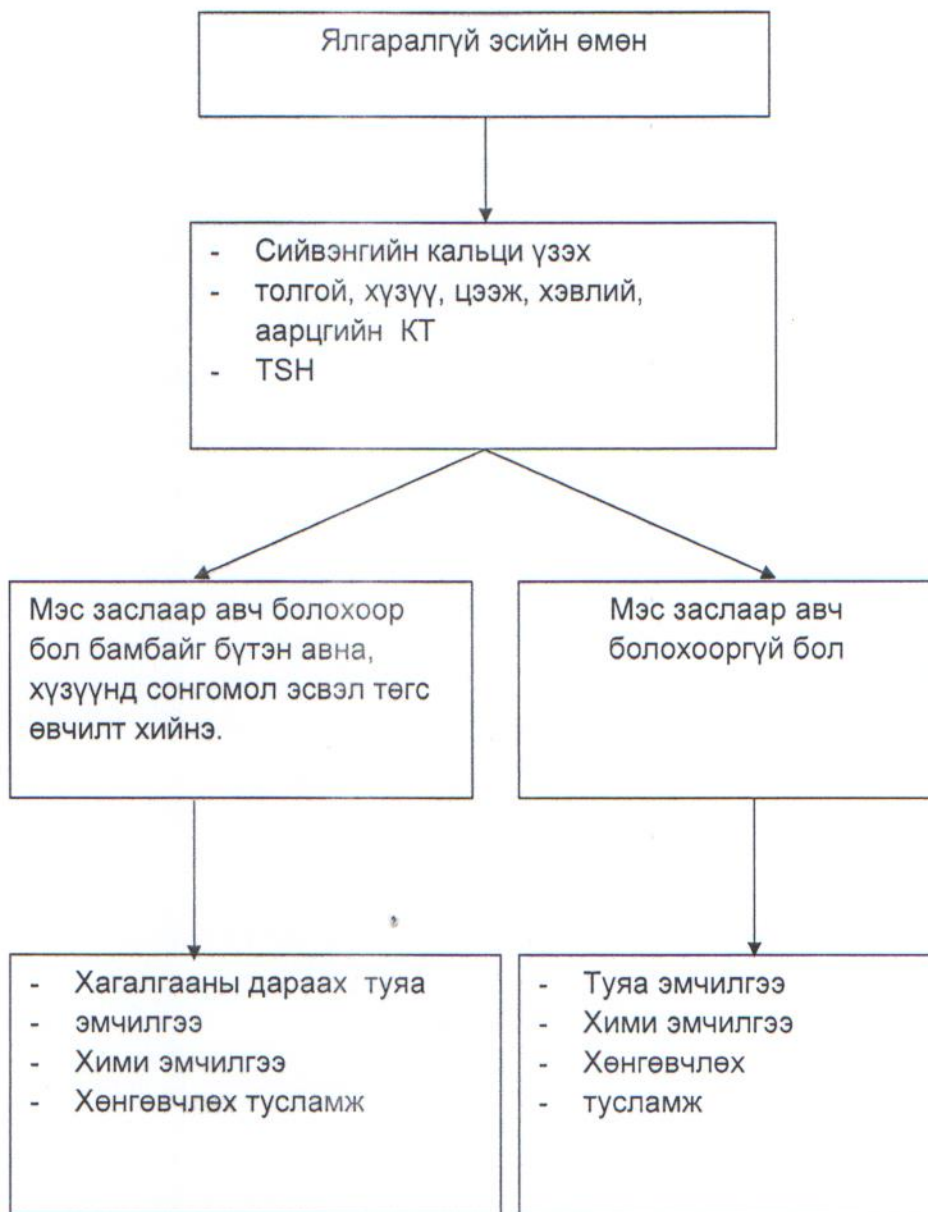 Ялгаралгүй эсийн өмөн
- Сийвэнгийн кальци үзэх
- толгой, хүзүү, цээж, хэвлий,
аарцгийн КТ
- TSH
Мэс заслаар авч болохоор
бол бамбайг бүтэн авна,
хүзүүнд сонгомол эсвэл төгс
өвчилт хийнэ.
Мэс заслаар авч
болохооргүй бол
- Хагалгааны дараах туяа
- эмчилгээ
- Хими эмчилгээ
- Хөнгөвчлөх тусламж
- Туяа эмчилгээ
- Хими эмчилгээ
- Хөнгөвчлөх
- тусламж